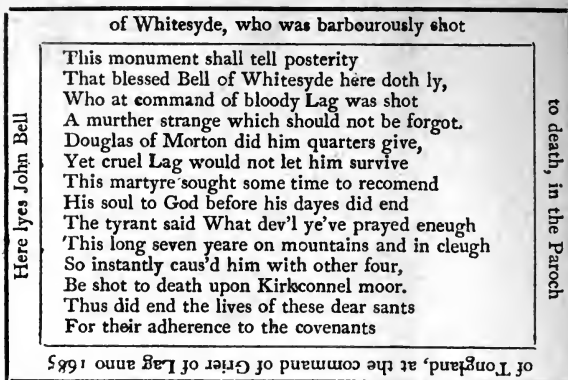 Here lyes John Bell
of Whitesyde, who was barbourously shot
to death, in the Paroch
of Tongland, at the command of Grier of Lag anno 1685
This monument shall tell posterity
That blessed Bell of Whitesyde here doth ly,
Who at command of bloody Lag was shot
A murther strange which should not be forgot.
Douglas of Morton did him quarters give,
Yet cruel Lag would not let him survive
This martyre sought some time to recomend
His soul to God before his dayes did end
The tyrant said What dev'l ye've prayed eneugh
This long seven yeare on mountains and in cleugh
So instantly caus'd him with other four,
Be shot to death upon Kirkconnel moor.
Thus did end the lives of these dear sants
For their adherence to the covenants